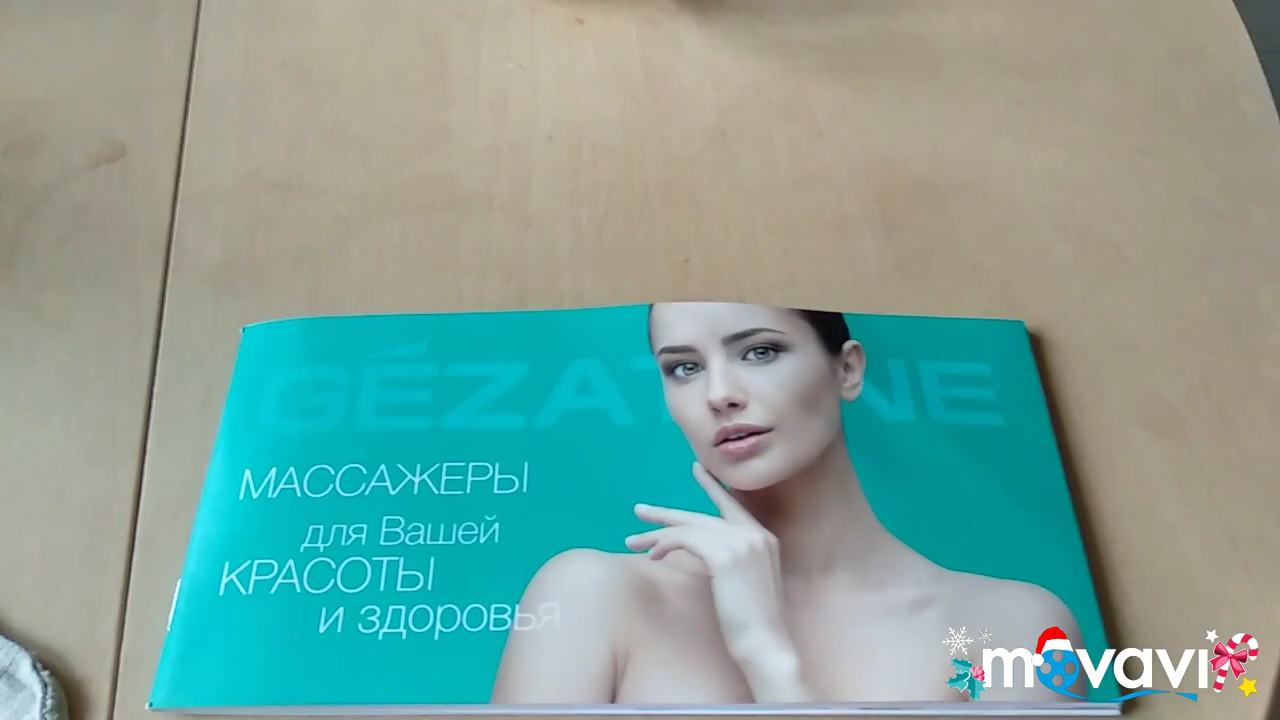 GÉZATONE
МАССАЖЕРЫ
для Вашей
КРАСОТЫ
и здоровья
movavi